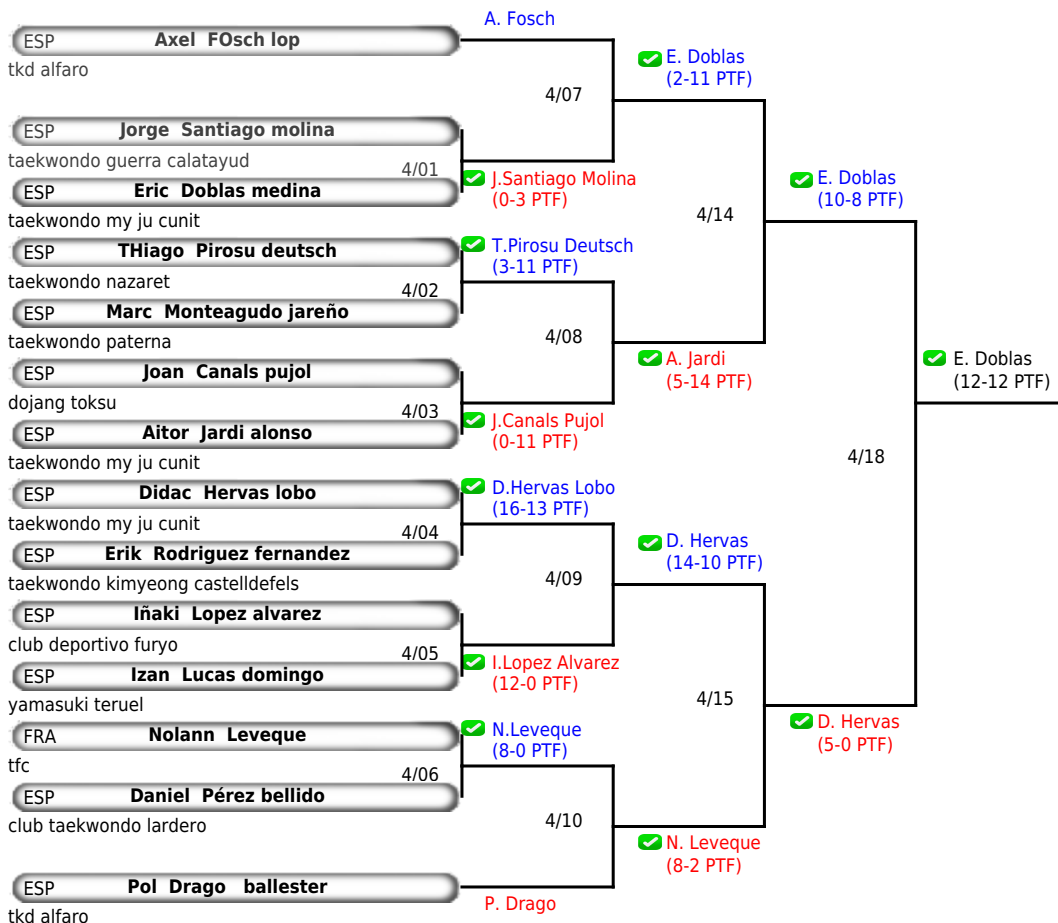 A. Fosch
ESP Axel  FOsch lop
tkd alfaro
E. Doblas
(2-11 PTF)
4/07
ESP Jorge  Santiago molina
taekwondo guerra calatayud
4/01
J.Santiago Molina
(0-3 PTF)
ESP Eric  Doblas medina
taekwondo my ju cunit
E. Doblas
(10-8 PTF)
4/14
ESP THiago  Pirosu deutsch
T.Pirosu Deutsch
(3-11 PTF)
taekwondo nazaret
4/02
ESP Marc  Monteagudo jareño
taekwondo paterna
4/08
A. Jardi
(5-14 PTF)
E. Doblas
(12-12 PTF)
ESP Joan  Canals pujol
dojang toksu
4/03
J.Canals Pujol
(0-11 PTF)
ESP Aitor  Jardi alonso
taekwondo my ju cunit
4/18
ESP Didac  Hervas lobo
D.Hervas Lobo
(16-13 PTF)
taekwondo my ju cunit
4/04
ESP Erik  Rodriguez fernandez
taekwondo kimyeong castelldefels
D. Hervas
(14-10 PTF)
4/09
ESP Iñaki  Lopez alvarez
club deportivo furyo
4/05
I.Lopez Alvarez
(12-0 PTF)
ESP Izan  Lucas domingo
yamasuki teruel
4/15
D. Hervas
(5-0 PTF)
FRA Nolann  Leveque
N.Leveque
(8-0 PTF)
tfc
4/06
ESP Daniel  Pérez bellido
club taekwondo lardero
4/10
N. Leveque
(8-2 PTF)
ESP Pol  Drago   ballester
P. Drago
tkd alfaro